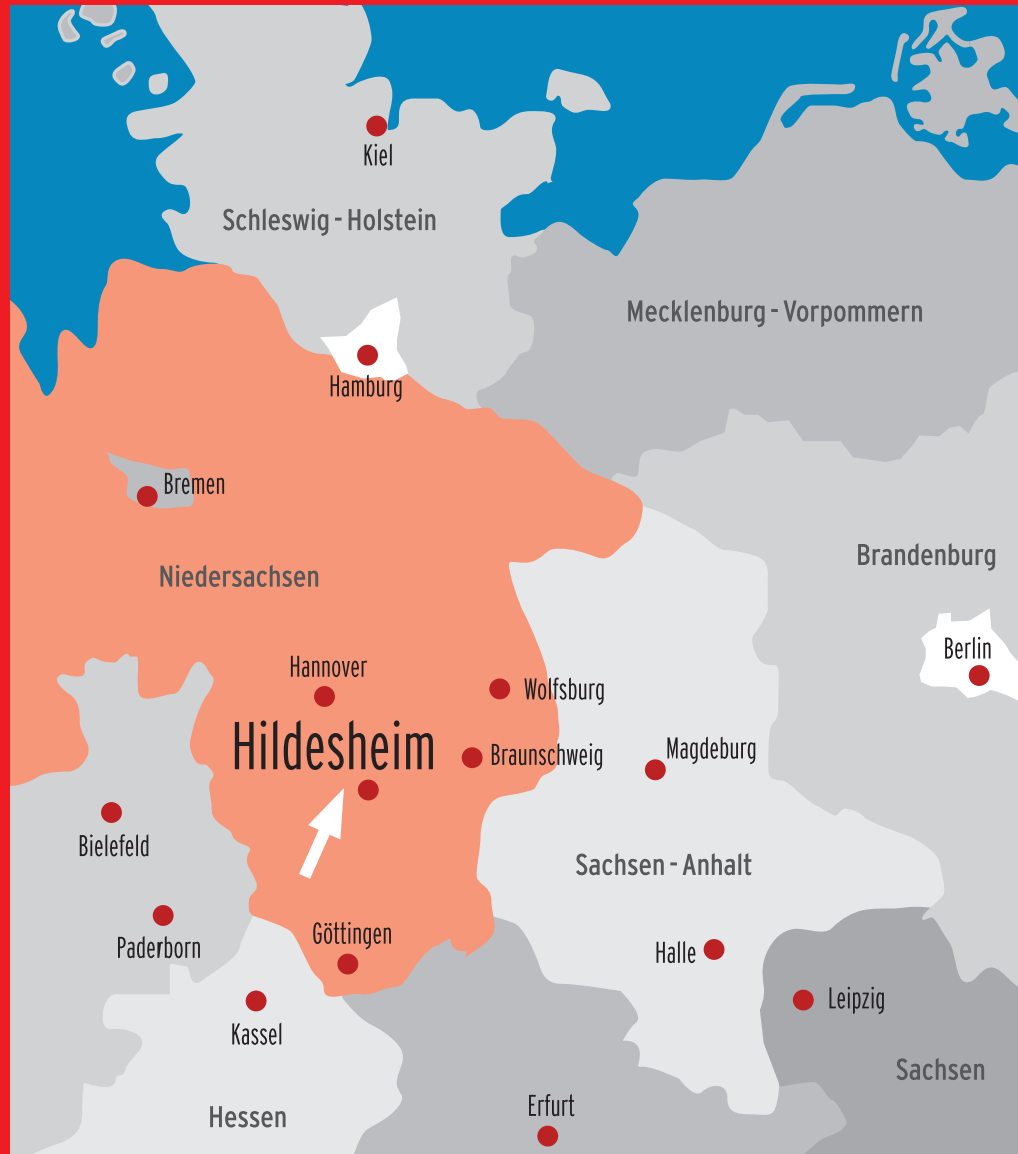 Kiel
Schleswig - Holstein
Mecklenburg - Vorpommern
Hamburg
Bremen
Brandenburg
Niedersachsen
Berlin
Hannover
Wolfsburg
Hildesheim
Braunschweig
Magdeburg
Bielefeld
Sachsen - Anhalt
Göttingen
Paderborn
Halle
Leipzig
Kassel
Sachsen
Erfurt
Hessen